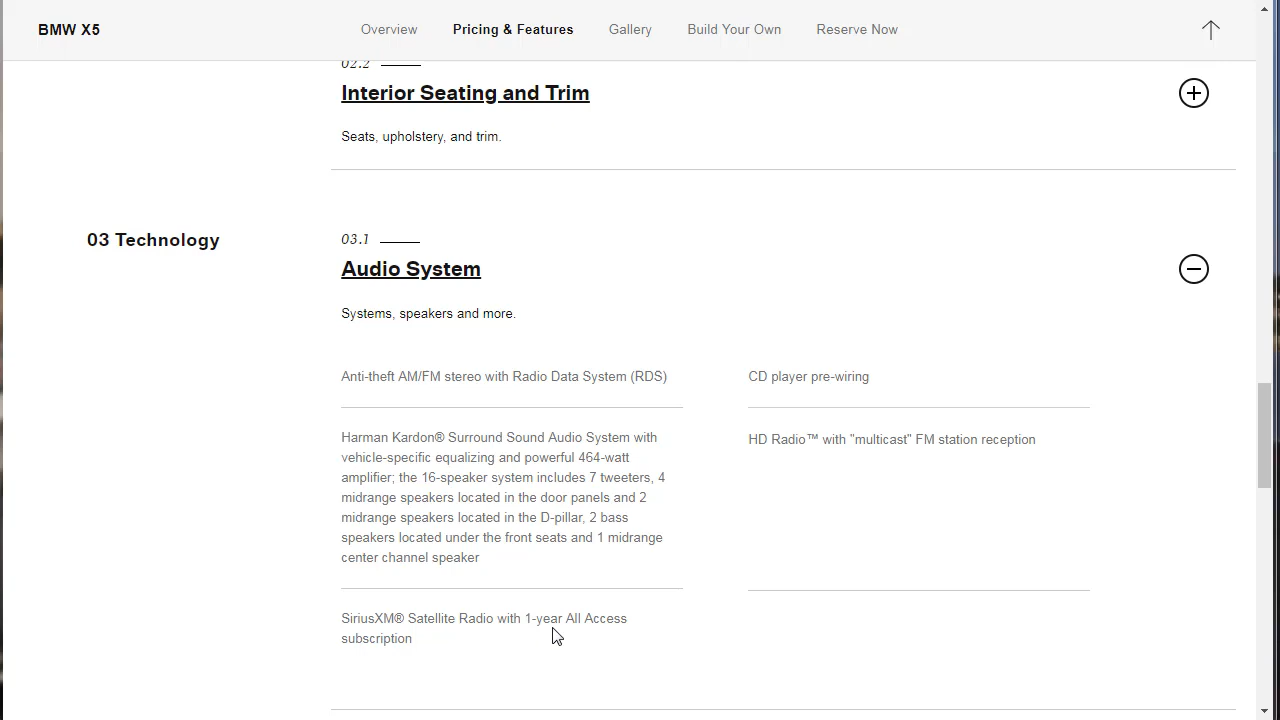 BMW X5
Overview
Pricing & Features
Gallery
Build Your Own
Reserve Now
02.2
Interior Seating and Trim
Seats, upholstery, and trim.
03 Technology
03.1
Audio System
Systems, speakers and more.
Anti-theft AM/FM stereo with Radio Data System (RDS)
CD player pre-wiring
Harman Kardon® Surround Sound Audio System with
vehicle-specific equalizing and powerful 464-watt
amplifier; the 16-speaker system includes 7 tweeters, 4
midrange speakers located in the door panels and 2
midrange speakers located in the D-pillar, 2 bass
speakers located under the front seats and 1 midrange
center channel speaker
HD Radio™ with "multicast" FM station reception
SiriusXM® Satellite Radio with 1-year All Access
subscription